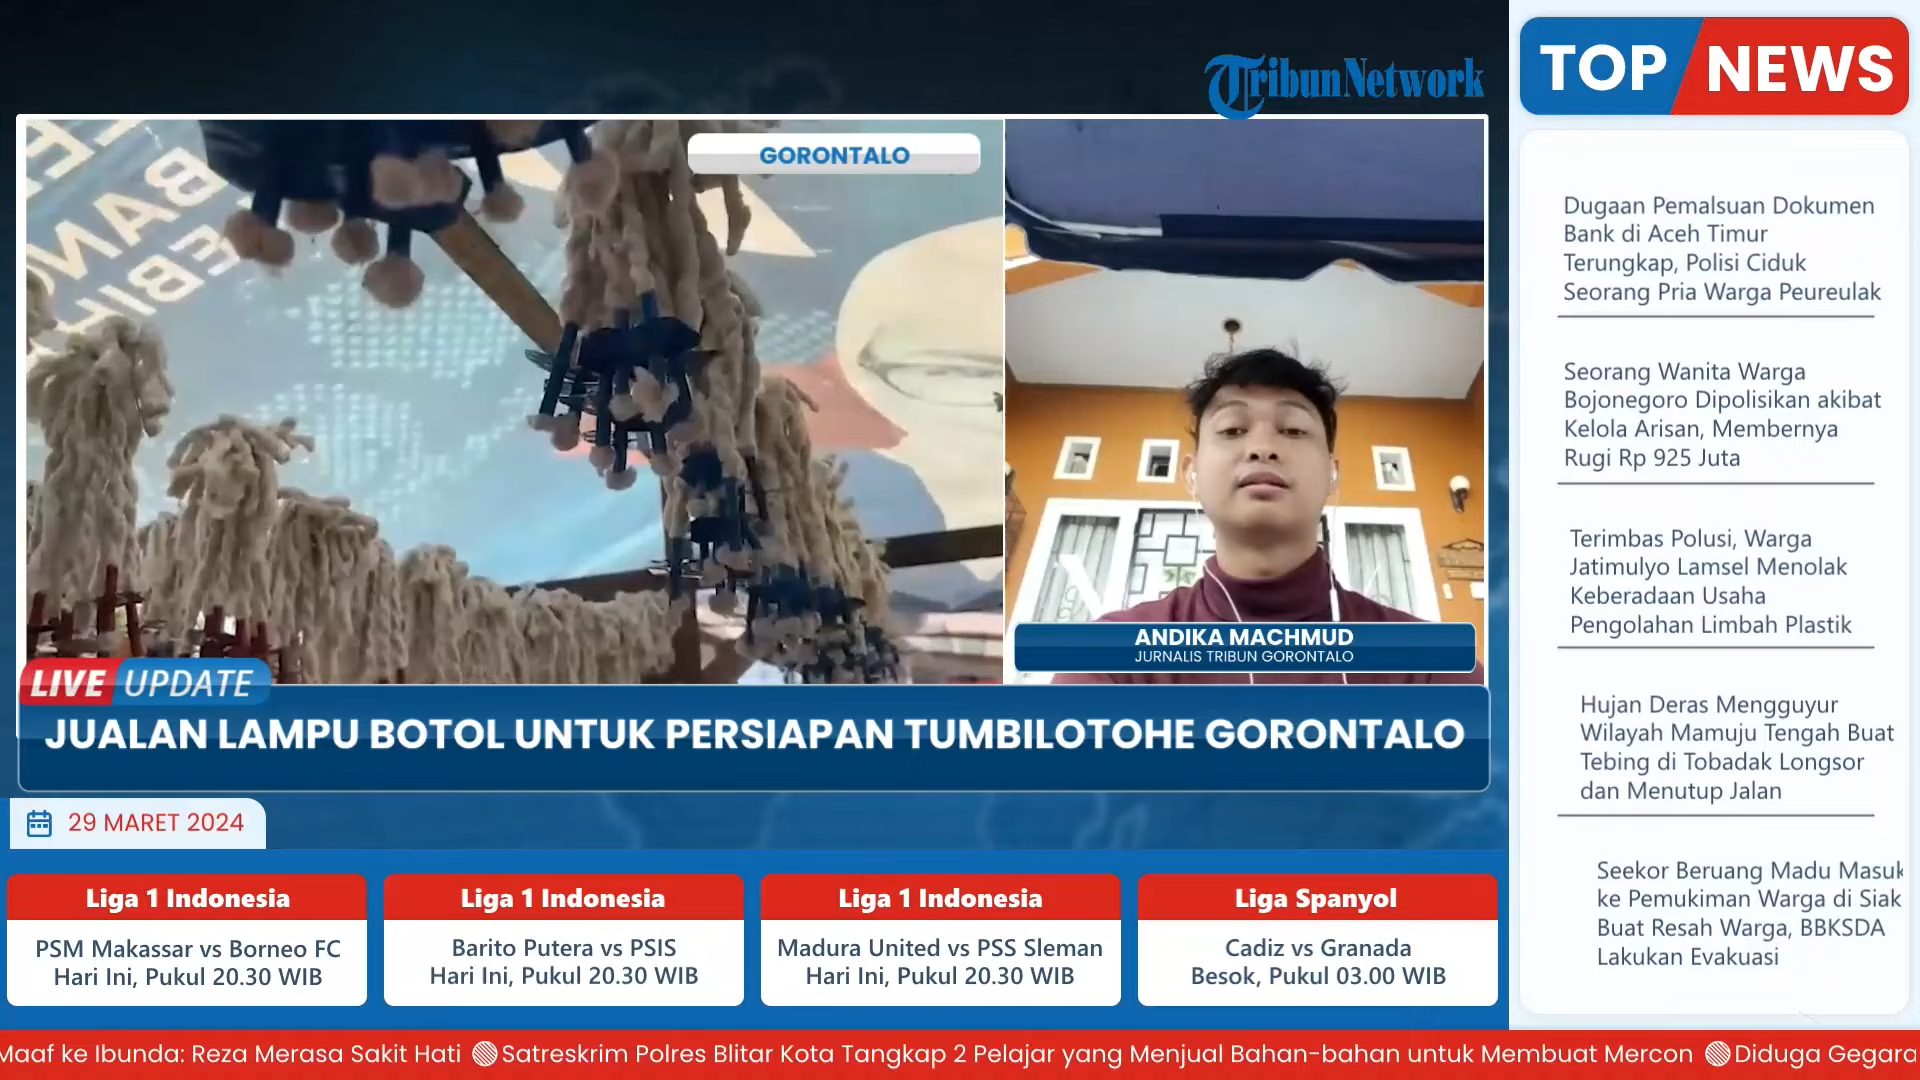 TribunNetwork
TOP NEWS
GORONTALO
ANDIKA MACHMUD
JURNALIS TRIBUN GORONTALO
LIVE UPDATE
JUALAN LAMPU BOTOL UNTUK PERSIAPAN TUMBILOTOHE GORONTALO
29 MARET 2024
Liga 1 Indonesia
PSM Makassar vs Borneo FC
Hari Ini, Pukul 20.30 WIB
Liga 1 Indonesia
Barito Putera vs PSIS
Hari Ini, Pukul 20.30 WIB
Liga 1 Indonesia
Madura United vs PSS Sleman
Hari Ini, Pukul 20.30 WIB
Liga Spanyol
Cadiz vs Granada
Besok, Pukul 03.00 WIB
Dugaan Pemalsuan Dokumen
Bank di Aceh Timur
Terungkap, Polisi Ciduk
Seorang Pria Warga Peureulak
Seorang Wanita Warga
Bojonegoro Dipolisikan akibat
Kelola Arisan, Membernya
Rugi Rp 925 Juta
Terimbas Polusi, Warga
Jatimulyo Lamsel Menolak
Keberadaan Usaha
Pengolahan Limbah Plastik
Hujan Deras Mengguyur
Wilayah Mamuju Tengah Buat
Tebing di Tobadak Longsor
dan Menutup Jalan
Seekor Beruang Madu Masuk
ke Pemukiman Warga di Siak
Buat Resah Warga, BBKSDA
Lakukan Evakuasi
Maaf ke Ibunda: Reza Merasa Sakit Hati Satreskrim Polres Blitar Kota Tangkap 2 Pelajar yang Menjual Bahan-bahan untuk Membuat Mercon Diduga Gegara